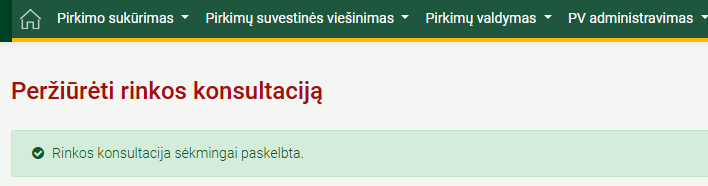 Pirkimo sukūrimas Pirkimų suvestinės viešinimas Pirkimų valdymas PV administravimas
Peržiūrėti rinkos konsultaciją
Rinkos konsultacija sėkmingai paskelbta.